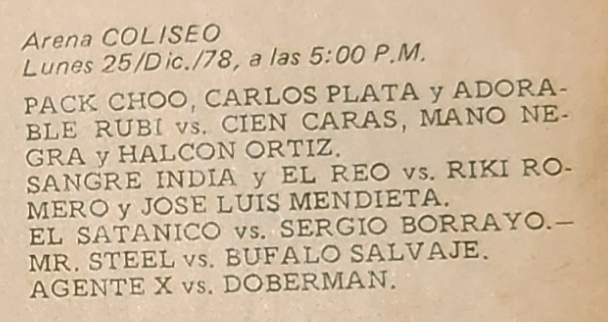 Arena COLISEO
Lunes 25/Dic./78, a las 5:00 P.M.
PACK CHOO, CARLOS PLATA y ADORA-
BLE RUBI vs. CIEN CARAS, MANO NE-
GRA y HALCON ORTIZ.
SANGRE INDIA y EL REO vs. RIKI RO-
MERO y JOSE LUIS MENDIETA.
EL SATANICO vs. SERGIO BORRAYO.—
MR. STEEL vs. BUFALO SALVAJE.
AGENTE X vs. DOBERMAN.